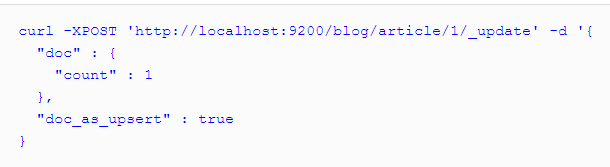 curl -XPOST 'http://localhost:9200/blog/article/1/_update' -d '{
  "doc" : {
    "count" : 1
  },
  "doc_as_upsert" : true
}